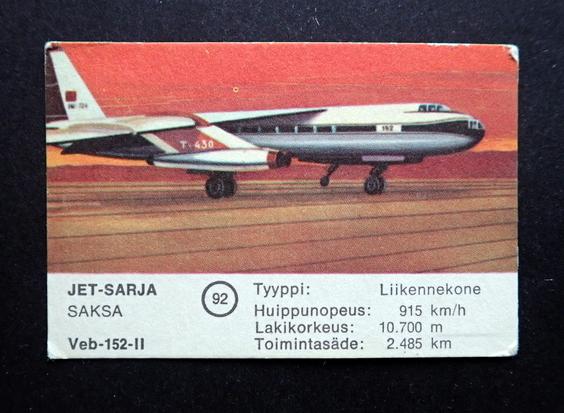 T-430
152
JET-SARJA
SAKSA
Veb-152-II
92
Tyyppi: Liikennekone
Huippunopeus: 915 km/h
Lakikorkeus: 10.700 m
Toimintasäde: 2.485 km